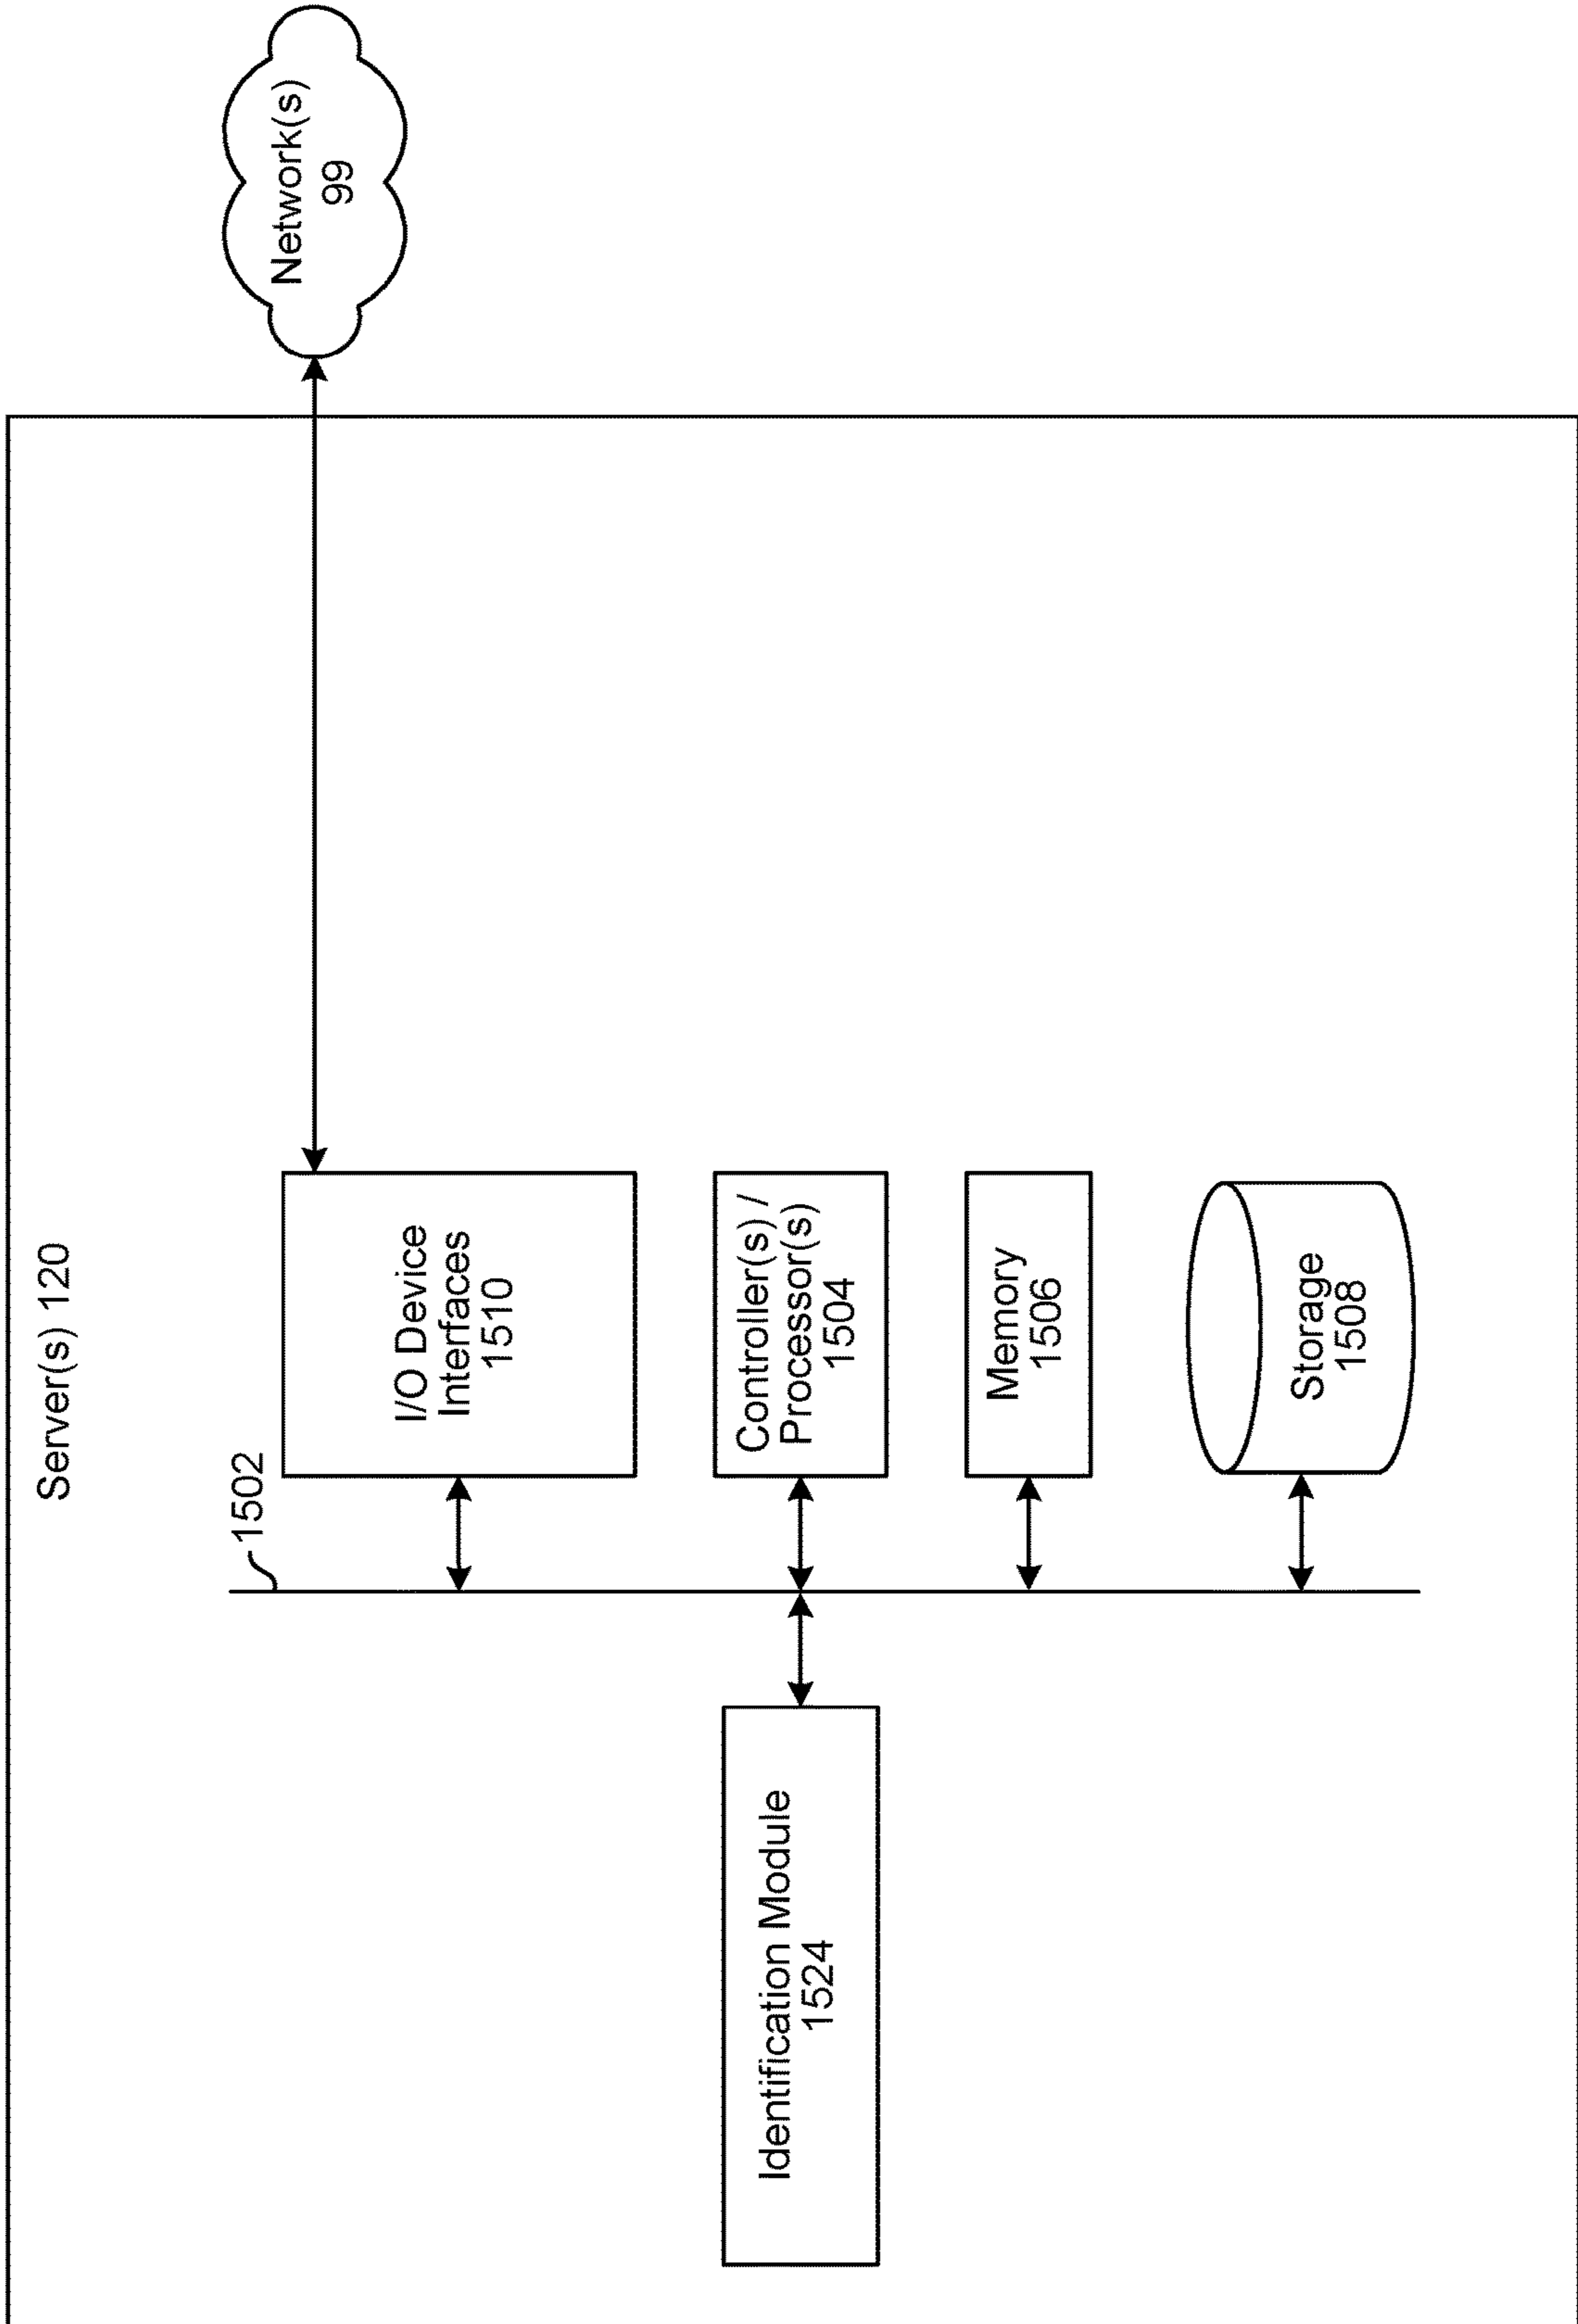 Server(s) 120
1502
I/O Device
Interfaces
1510
Network(s)
99
Identification Module
1524
Controller(s) /
Processor(s)
1504
Memory
1506
Storage
1508